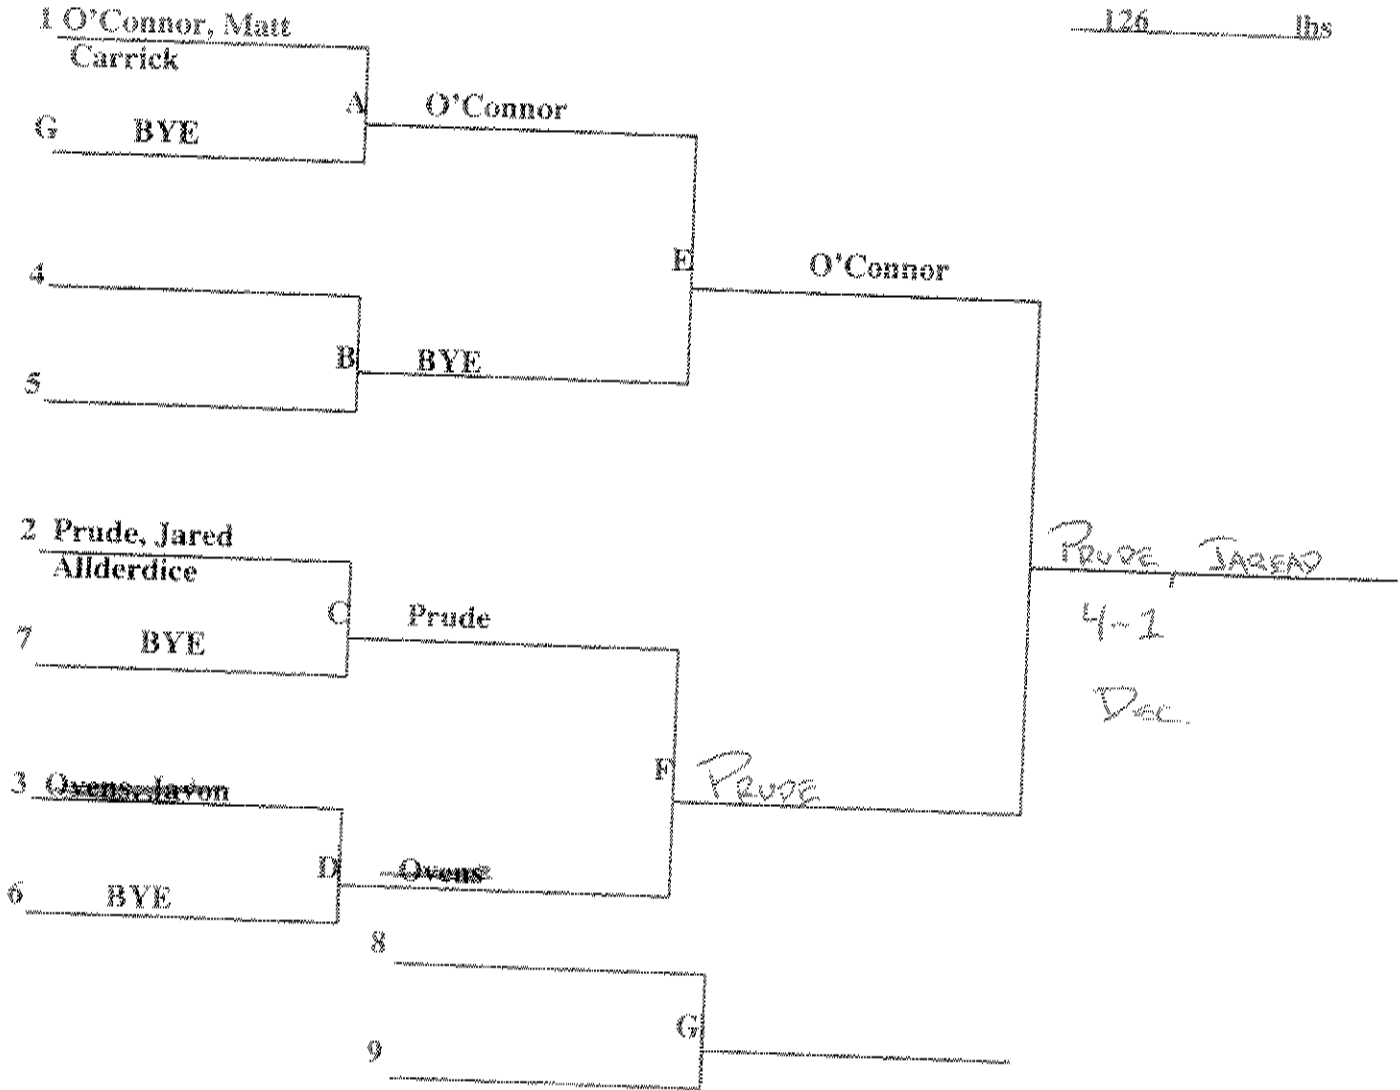 1 O'Connor, Matt
126 lbs
Carrick
A O'Connor
G BYE
E O'Connor
4
B BYE
5
2 Prude, Jared
Allderdice
PRUDE, JAREAD
C Prude
4-1
7 BYE
DEC.
3 Ovens, Javon
F PRUDE
D Ovens
6 BYE
8
G
9